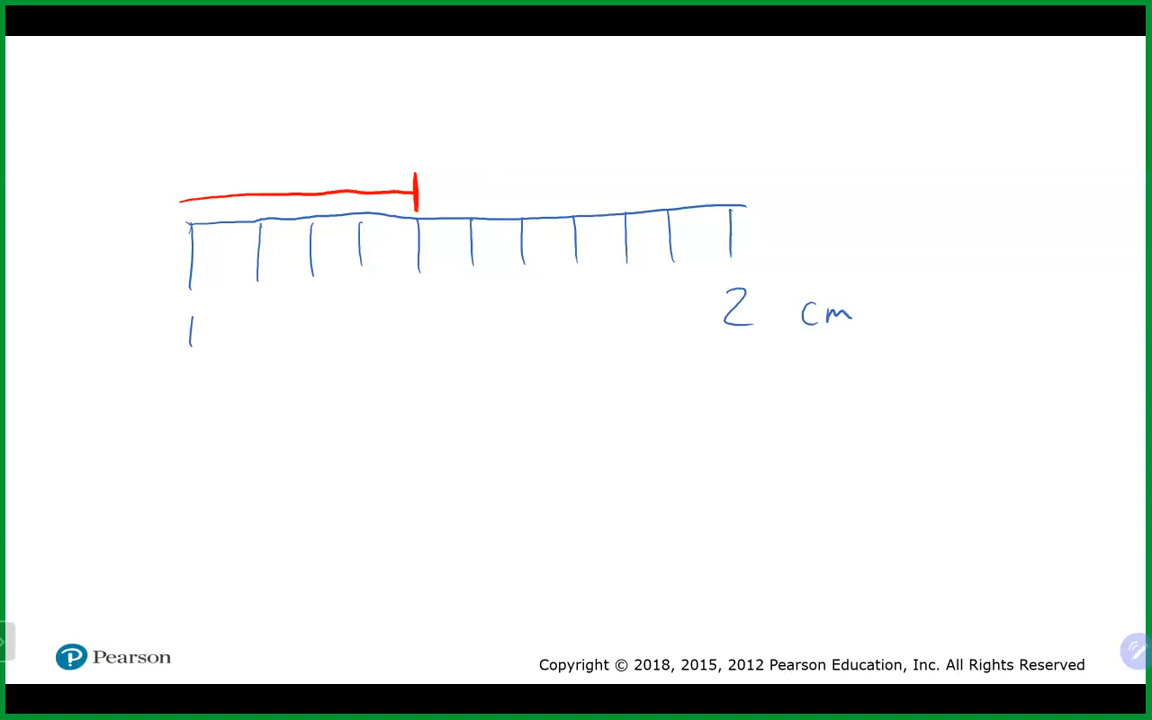 1 2 cm
Pearson
Copyright © 2018, 2015, 2012 Pearson Education, Inc. All Rights Reserved